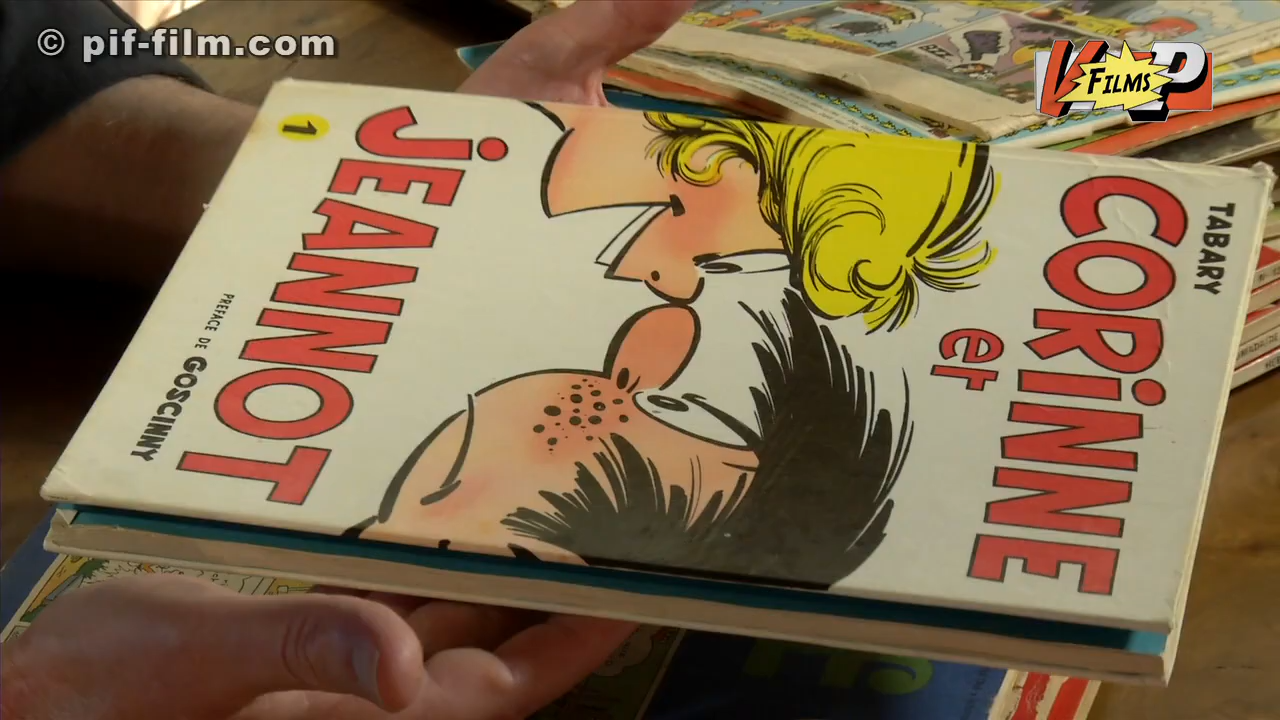 © pif-film.com
V FILMS P
TABARY
CORiNNE
et
jEANNOT
PREFACE DE GOSCINNY
1